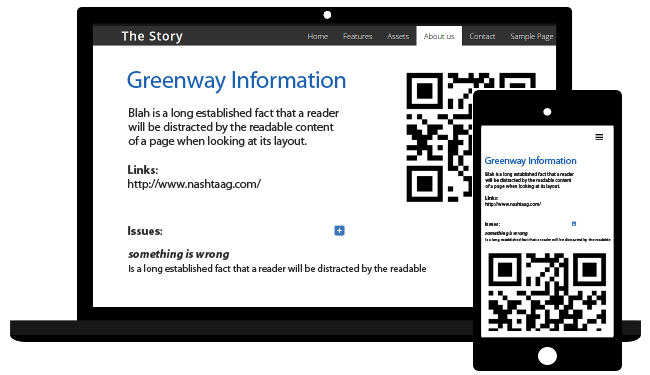 The Story
Home Features Assets About us Contact Sample Page
Greenway Information
Blah is a long established fact that a reader
will be distracted by the readable content
of a page when looking at its layout.
Links:
http://www.nashtaag.com/
Issues:
something is wrong
Is a long established fact that a reader will be distracted by the readable
Greenway Information
Blah is a long established fact that a reader
will be distracted by the readable content
of a page when looking at its layout.
Links:
http://www.nashtaag.com/
Issues:
something is wrong
Is a long established fact that a reader will be distracted by the readable